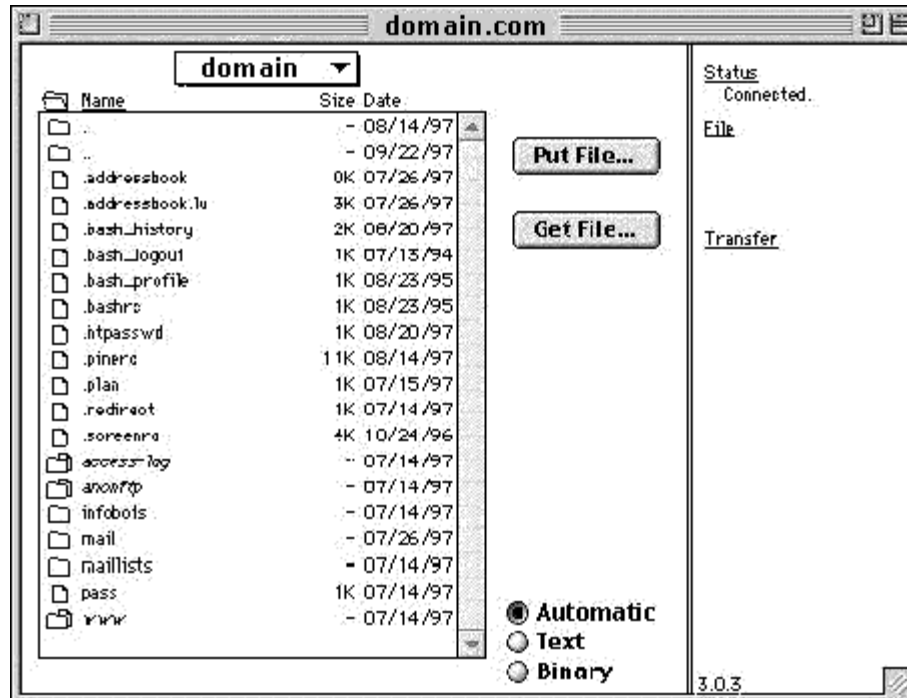 domain.com
domain
Name Size Date
. - 08/14/97
.. - 09/22/97
.addressbook 0K 07/26/97
.addressbook.lu 3K 07/26/97
.bash_history 2K 08/20/97
.bash_logout 1K 07/13/94
.bash_profile 1K 08/23/95
.bashrc 1K 08/23/95
.htpasswd 1K 08/20/97
.pinerc 11K 08/14/97
.plan 1K 07/15/97
.redirect 1K 07/14/97
.screenrc 4K 10/24/96
access-log - 07/14/97
anonftp - 07/14/97
infobots - 07/14/97
mail - 07/26/97
maillists - 07/14/97
pass 1K 07/14/97
www - 07/14/97
Put File...
Get File...
Automatic
Text
Binary
Status
Connected.
File
Transfer
3.0.3